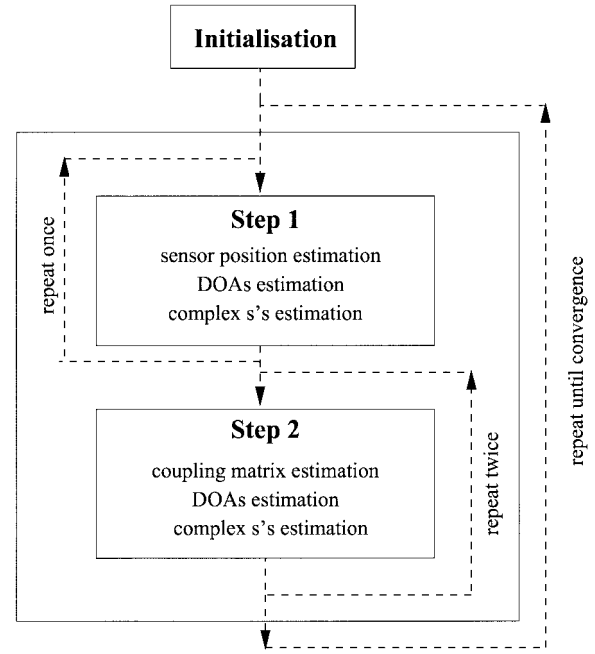 Initialisation
Step 1
sensor position estimation
DOAs estimation
complex s's estimation
repeat once
Step 2
coupling matrix estimation
DOAs estimation
complex s's estimation
repeat twice
repeat until convergence